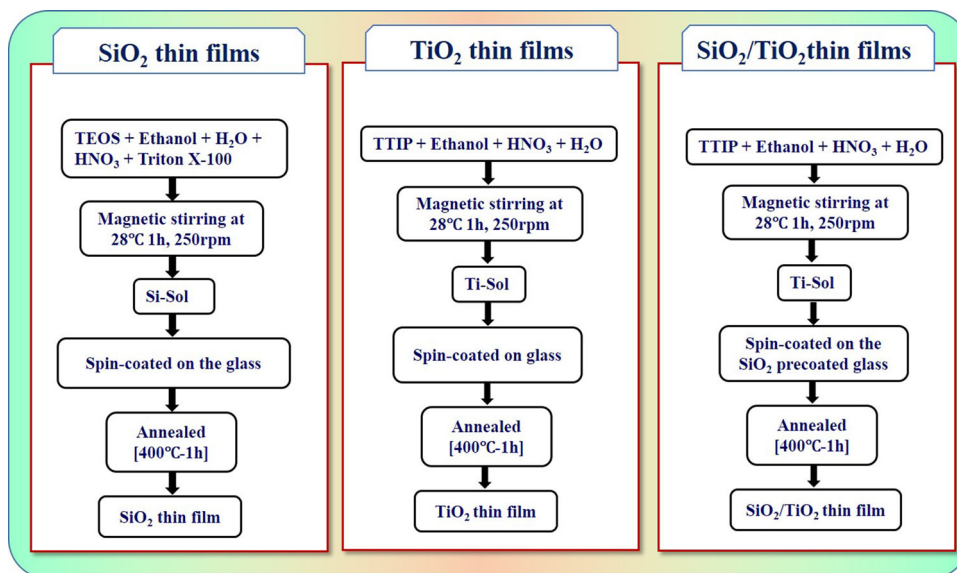 SiO₂ thin films
TEOS + Ethanol + H₂O +
HNO₃ + Triton X-100
Magnetic stirring at
28℃ 1h, 250rpm
Si-Sol
Spin-coated on the glass
Annealed
[400℃-1h]
SiO₂ thin film
TiO₂ thin films
TTIP + Ethanol + HNO₃ + H₂O
Magnetic stirring at
28℃ 1h, 250rpm
Ti-Sol
Spin-coated on glass
Annealed
[400℃-1h]
TiO₂ thin film
SiO₂/TiO₂thin films
TTIP + Ethanol + HNO₃ + H₂O
Magnetic stirring at
28℃ 1h, 250rpm
Ti-Sol
Spin-coated on the
SiO₂ precoated glass
Annealed
[400℃-1h]
SiO₂/TiO₂ thin film